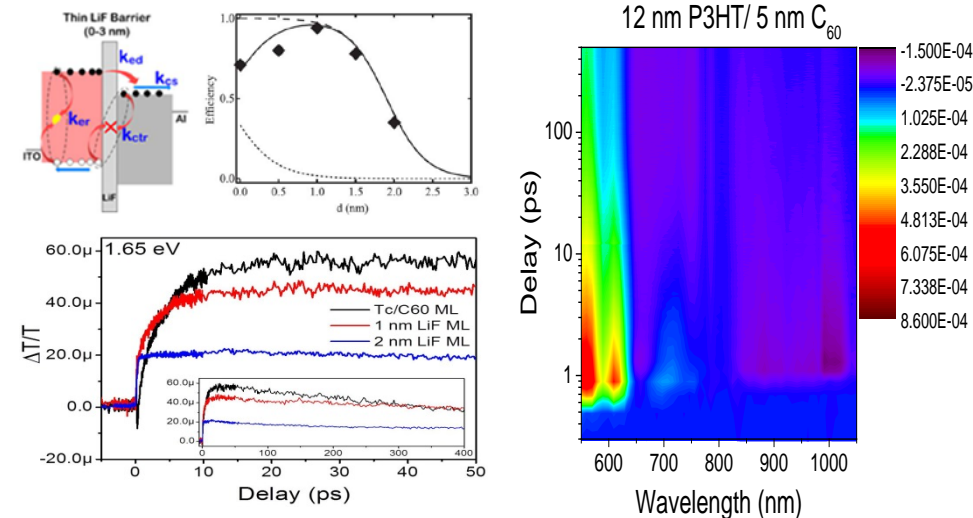 Thin LiF Barrier
(0-3 nm)
k_ed
k_cs
k_er
k_ctr
ITO
Al
LiF
Efficiency
1.0
0.5
0.0
0.0 0.5 1.0 1.5 2.0 2.5 3.0
d (nm)
1.65 eV
ΔT/T
60.0µ
40.0µ
20.0µ
0.0
-20.0µ
Tc/C60 ML
1 nm LiF ML
2 nm LiF ML
60.0µ
40.0µ
20.0µ
0.0
0 100 200 300 400
0 10 20 30 40 50
Delay (ps)
12 nm P3HT/ 5 nm C60
Delay (ps)
100
10
1
600 700 800 900 1000
Wavelength (nm)
-1.500E-04
-2.375E-05
1.025E-04
2.288E-04
3.550E-04
4.813E-04
6.075E-04
7.338E-04
8.600E-04